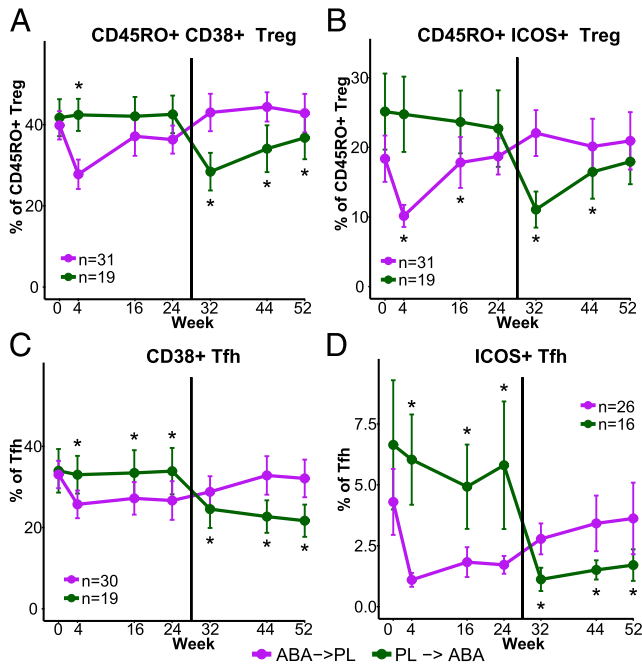 A
CD45RO+ CD38+ Treg
% of CD45RO+ Treg
40
20
0
*
* * *
n=31
n=19
0 4 16 24 32 44 52
Week
B
CD45RO+ ICOS+ Treg
% of CD45RO+ Treg
30
20
10
0
* * * *
n=31
n=19
0 4 16 24 32 44 52
Week
C
CD38+ Tfh
% of Tfh
40
20
0
* * *
* * *
n=30
n=19
0 4 16 24 32 44 52
Week
D
ICOS+ Tfh
% of Tfh
7.5
5.0
2.5
0.0
* * *
* * *
n=26
n=16
0 4 16 24 32 44 52
Week
ABA->PL PL -> ABA